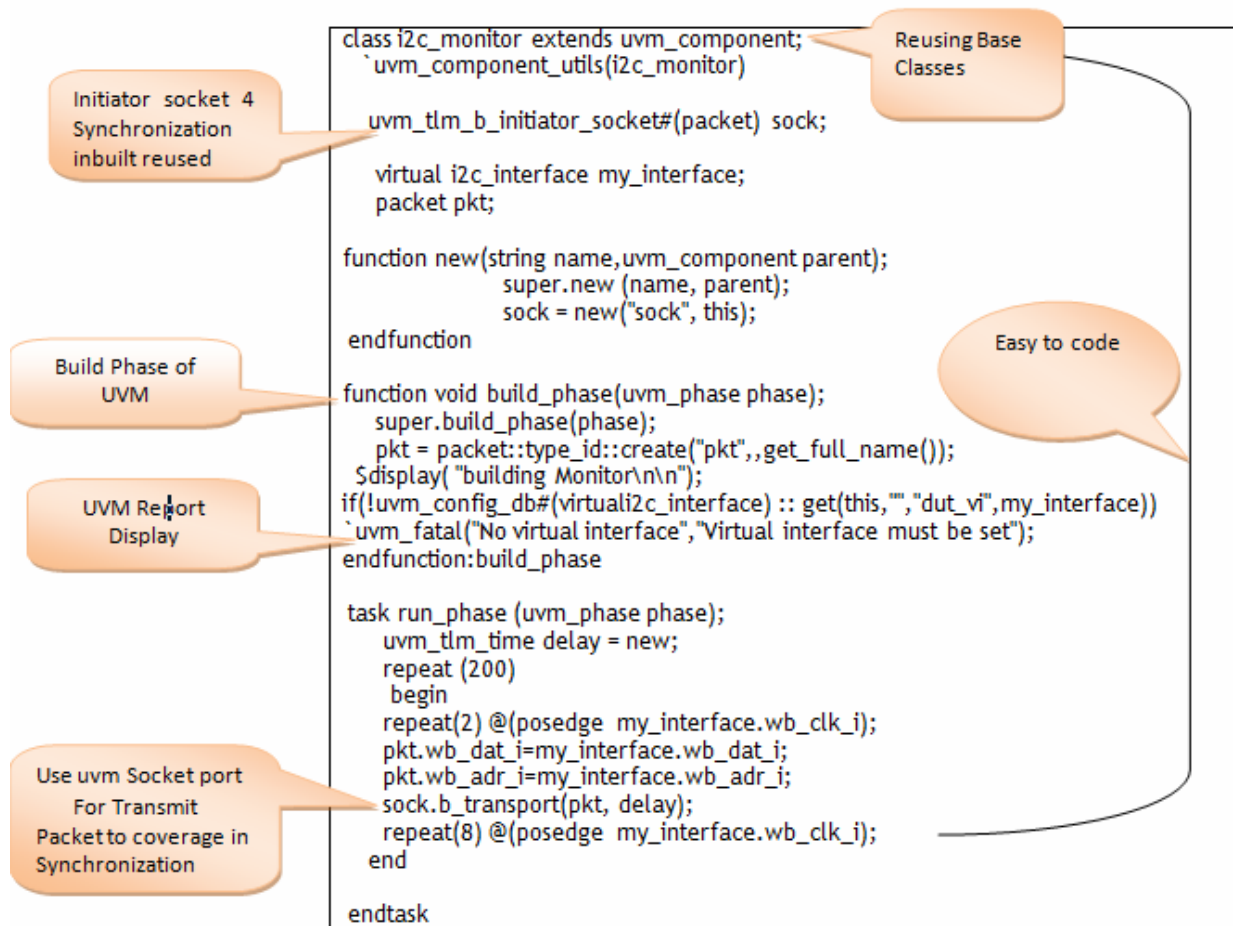 class i2c_monitor extends uvm_component;
`uvm_component_utils(i2c_monitor)
uvm_tlm_b_initiator_socket#(packet) sock;
virtual i2c_interface my_interface;
packet pkt;
function new(string name,uvm_component parent);
super.new (name, parent);
sock = new("sock", this);
endfunction
function void build_phase(uvm_phase phase);
super.build_phase(phase);
pkt = packet::type_id::create("pkt",,get_full_name());
$display( "building Monitor\n\n");
if(!uvm_config_db#(virtuali2c_interface) :: get(this,"","dut_vi",my_interface))
`uvm_fatal("No virtual interface","Virtual interface must be set");
endfunction:build_phase
task run_phase (uvm_phase phase);
uvm_tlm_time delay = new;
repeat (200)
begin
repeat(2) @(posedge my_interface.wb_clk_i);
pkt.wb_dat_i=my_interface.wb_dat_i;
pkt.wb_adr_i=my_interface.wb_adr_i;
sock.b_transport(pkt, delay);
repeat(8) @(posedge my_interface.wb_clk_i);
end
endtask
Reusing Base
Classes
Initiator socket 4
Synchronization
inbuilt reused
Easy to code
Build Phase of
UVM
UVM Report
Display
Use uvm Socket port
For Transmit
Packet to coverage in
Synchronization